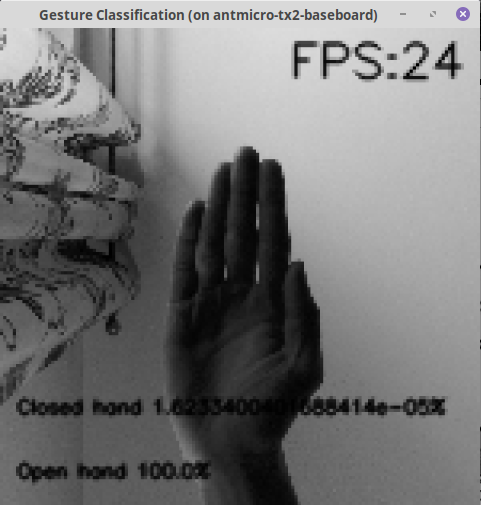 Gesture Classification (on antmicro-tx2-baseboard)
FPS:24
Closed hand 1.6233400401688414e-05%
Open hand 100.0%